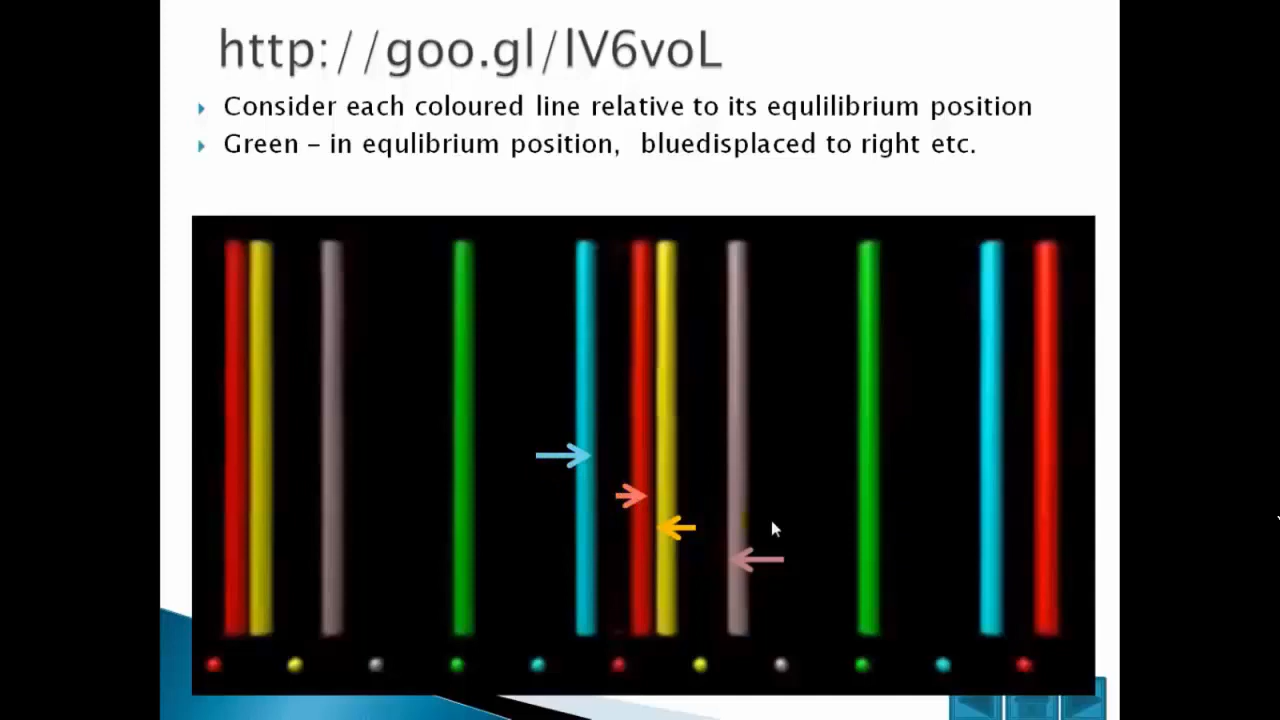 http://goo.gl/lV6voL
Consider each coloured line relative to its equlilibrium position
Green – in equlibrium position, bluedisplaced to right etc.